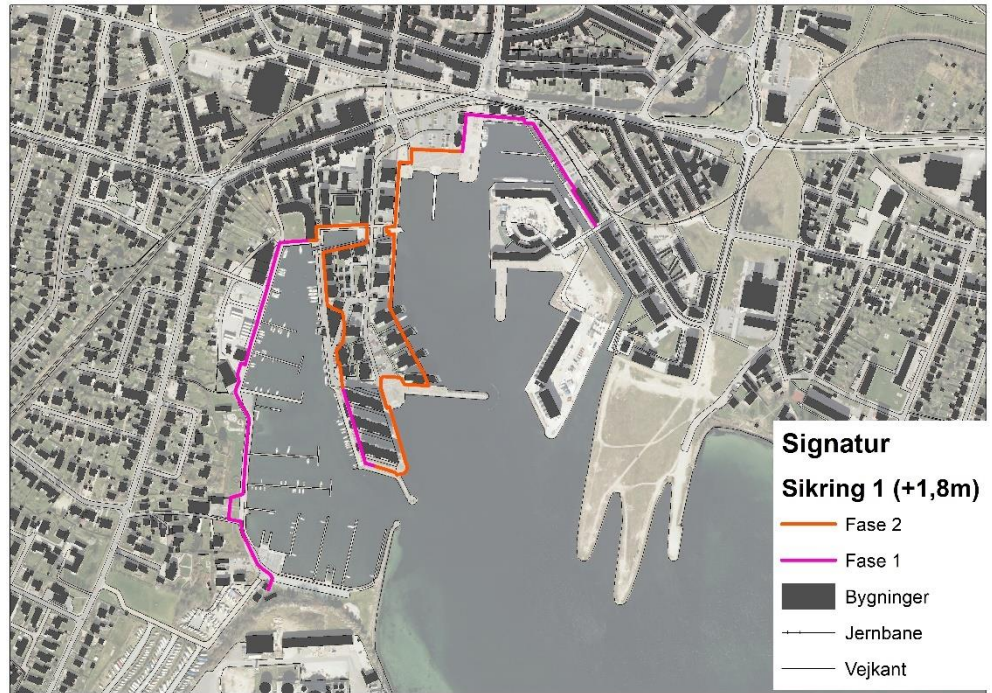 Signatur
Sikring 1 (+1,8m)
Fase 2
Fase 1
Bygninger
Jernbane
Vejkant